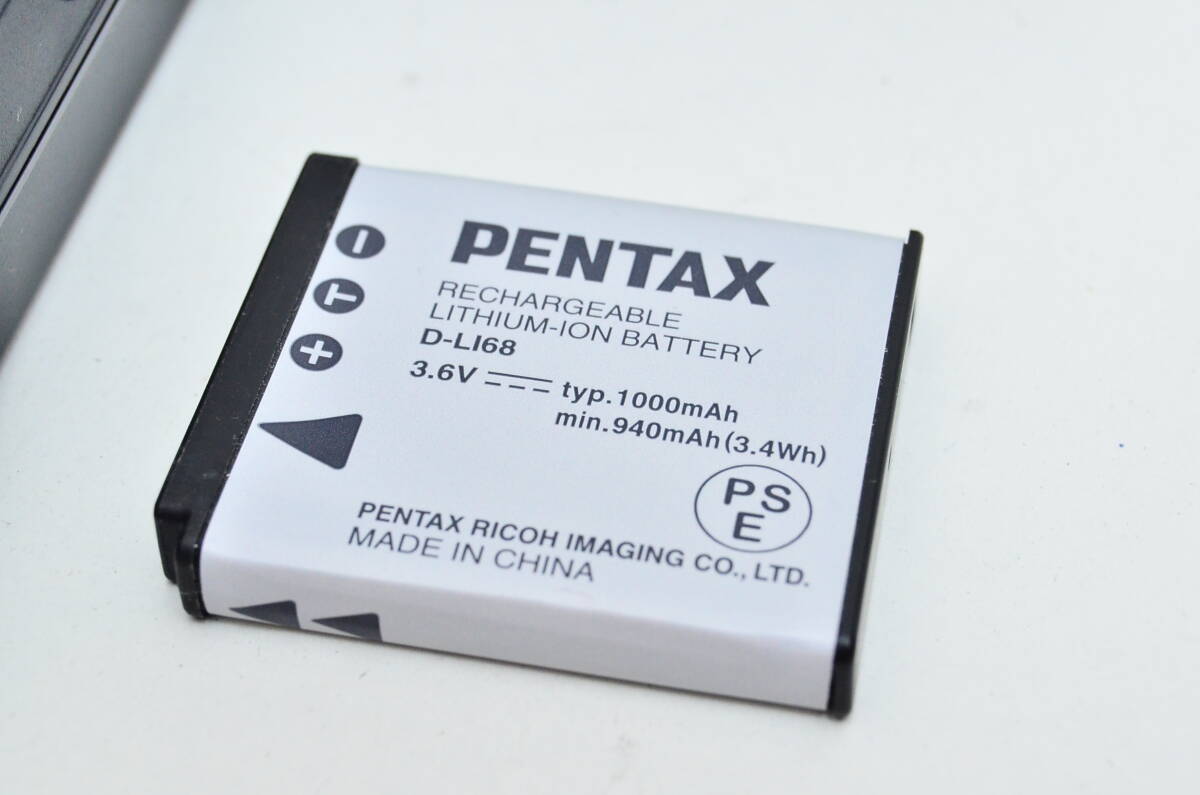 PENTAX
RECHARGEABLE
LITHIUM-ION BATTERY
D-LI68
3.6V typ.1000mAh
min.940mAh(3.4Wh)
PS
E
PENTAX RICOH IMAGING CO., LTD.
MADE IN CHINA
−
T
+